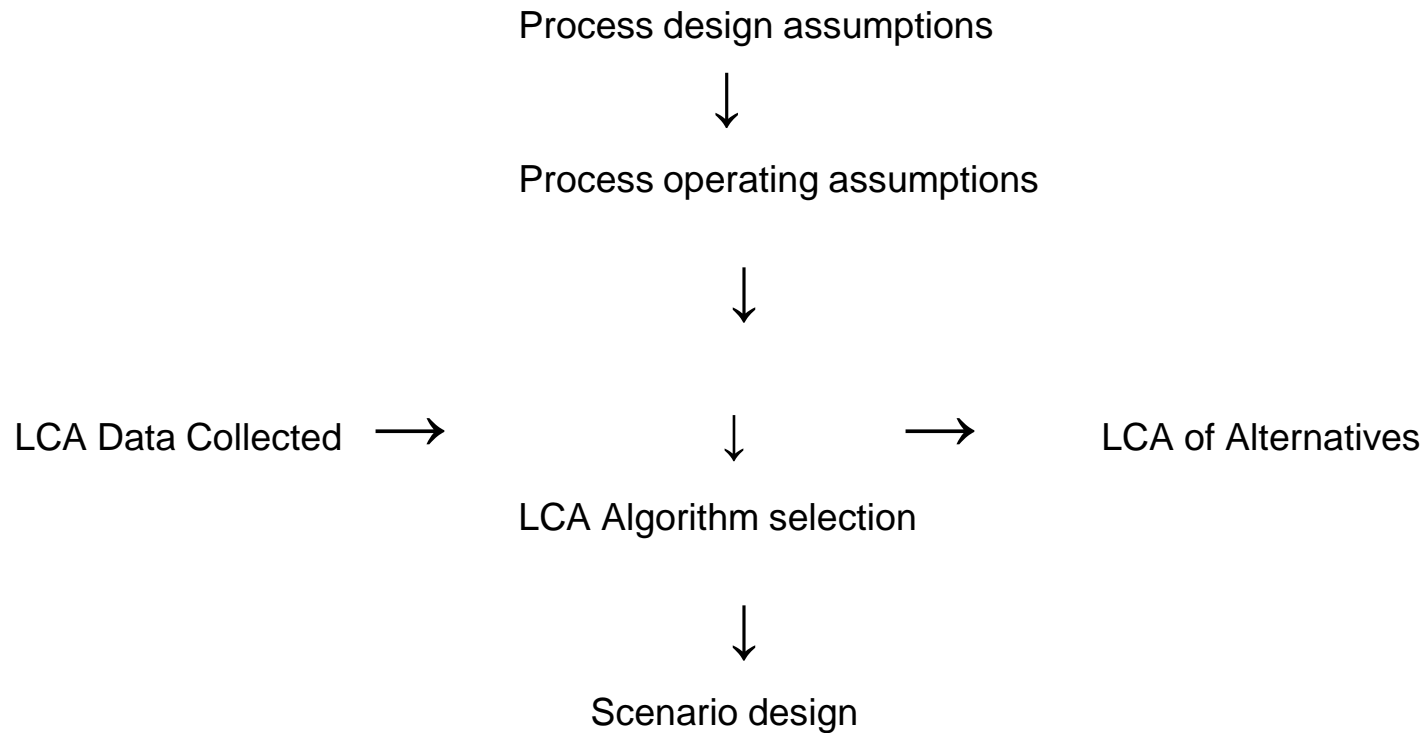 Process design assumptions
↓
Process operating assumptions
↓
LCA Data Collected → ↓ → LCA of Alternatives
LCA Algorithm selection
↓
Scenario design